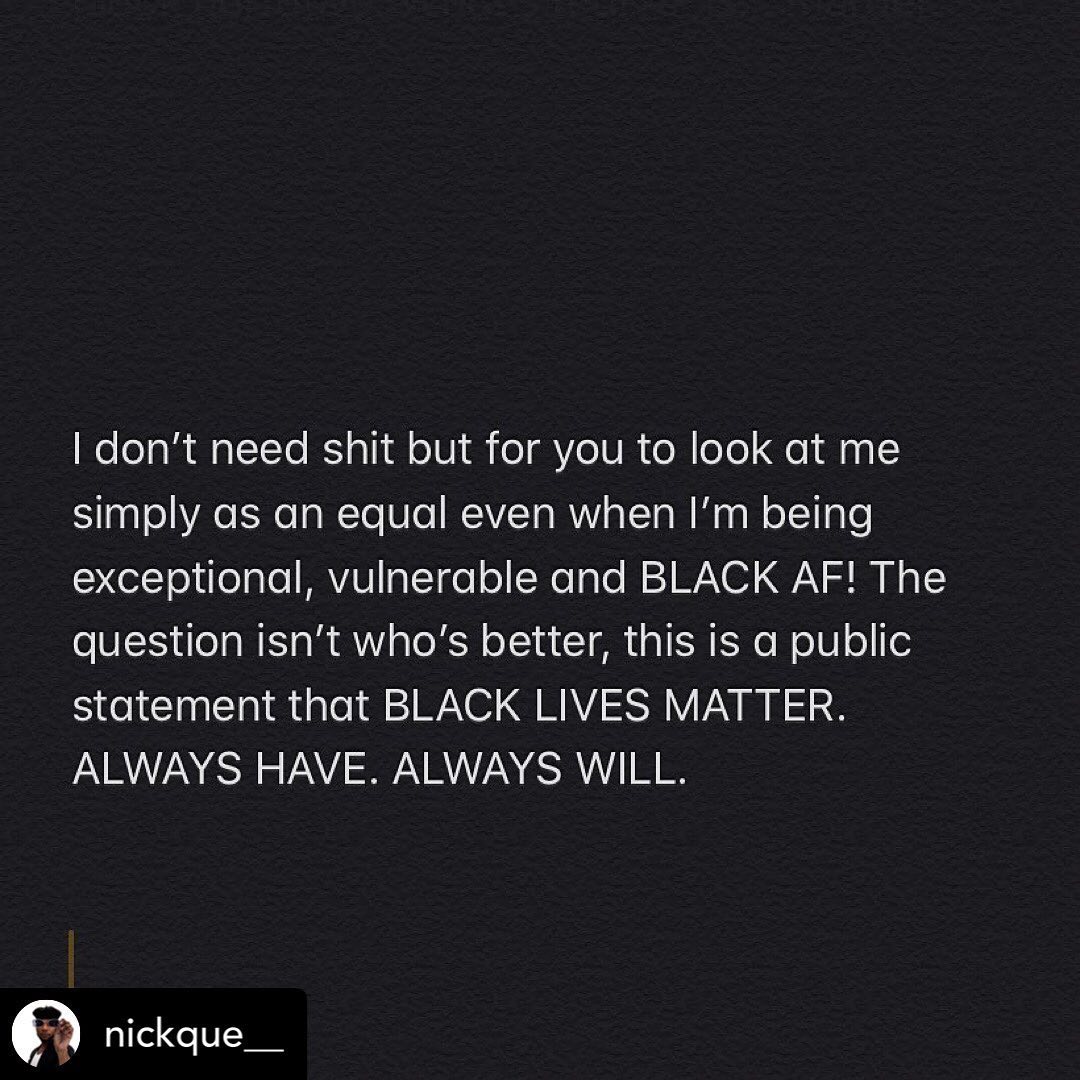 I don’t need shit but for you to look at me
simply as an equal even when I’m being
exceptional, vulnerable and BLACK AF! The
question isn’t who’s better, this is a public
statement that BLACK LIVES MATTER.
ALWAYS HAVE. ALWAYS WILL.
nickque__